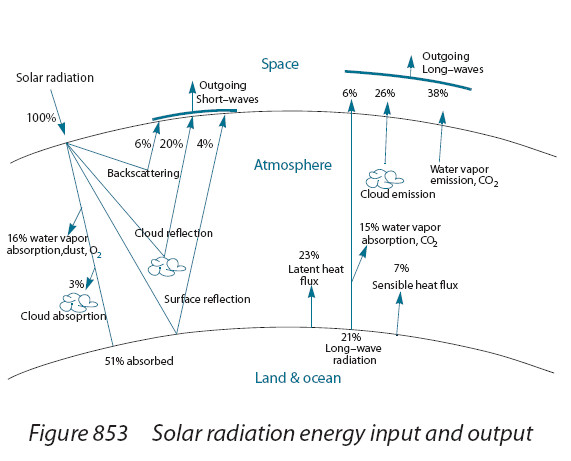 Space
Solar radiation
100%
Outgoing
Short–waves
6%
20%
4%
Backscattering
Atmosphere
Outgoing
Long–waves
6%
26%
38%
Water vapor
emission, CO2
Cloud emission
16% water vapor
absorption,dust, O2
Cloud reflection
3%
Cloud absoprtion
Surface reflection
51% absorbed
23%
Latent heat
flux
15% water vapor
absorption, CO2
7%
Sensible heat flux
21%
Long–wave
radiation
Land & ocean
Figure 853 Solar radiation energy input and output